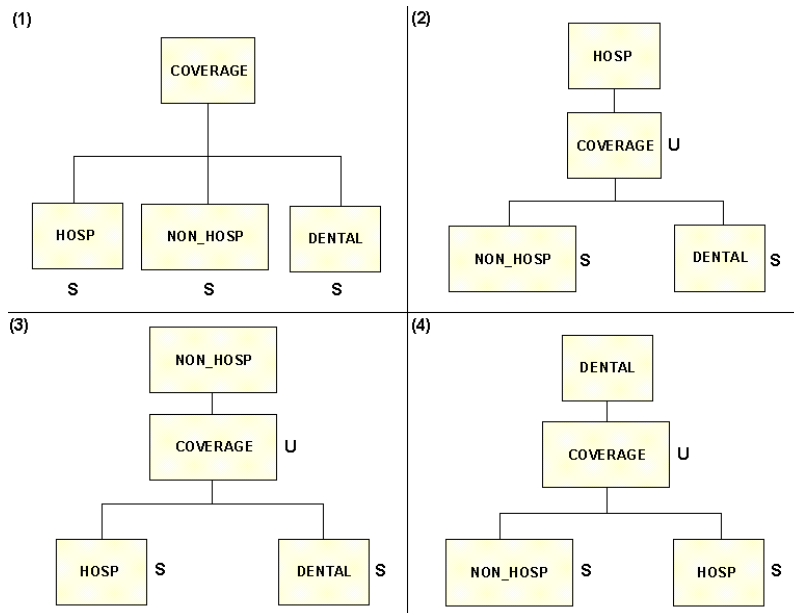 (1)
COVERAGE
HOSP
NON_HOSP
DENTAL
S
S
S
(2)
HOSP
COVERAGE U
NON_HOSP S
DENTAL S
(3)
NON_HOSP
COVERAGE U
HOSP S
DENTAL S
(4)
DENTAL
COVERAGE U
NON_HOSP S
HOSP S